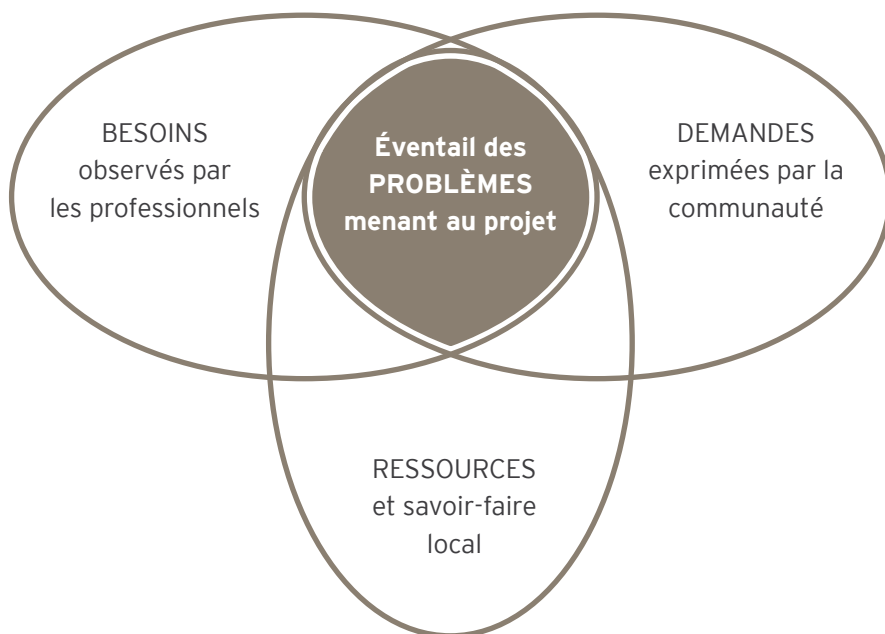 BESOINS
observés par
les professionnels
Éventail des
PROBLÈMES
menant au projet
DEMANDES
exprimées par la
communauté
RESSOURCES
et savoir-faire
local